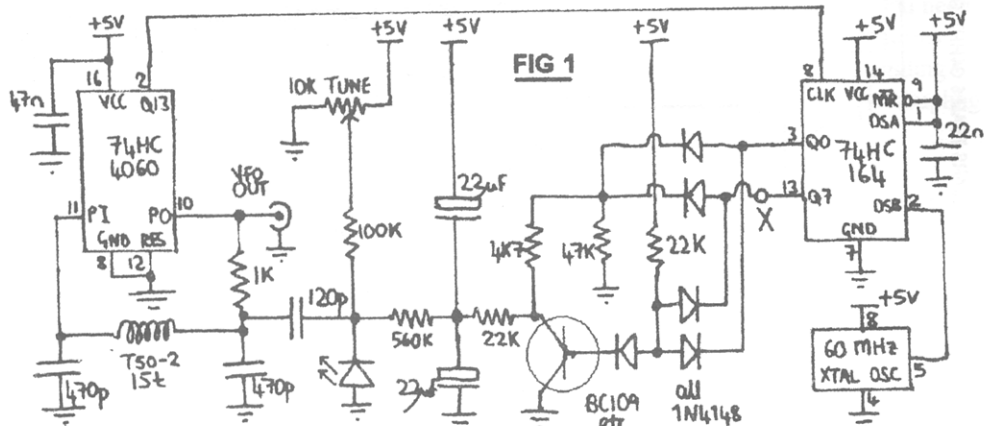 +5V
+5V
+5V
FIG 1
+5V
+5V
+5V
16
2
VCC
Q13
47n
74HC
4060
11
PI
PO
10
GND
RES
8
12
VFO
OUT
1K
120p
T50-2
15t
470p
470p
10K TUNE
100K
560K
22K
22uF
22uF
4K7
47K
22K
X
BC109
etc
all
1N4148
8
14
9
CLK
VCC
MR
1
DSA
3
Q0
74HC
164
13
Q7
DSB
2
GND
7
22n
+5V
8
60 MHz
XTAL OSC
5
4